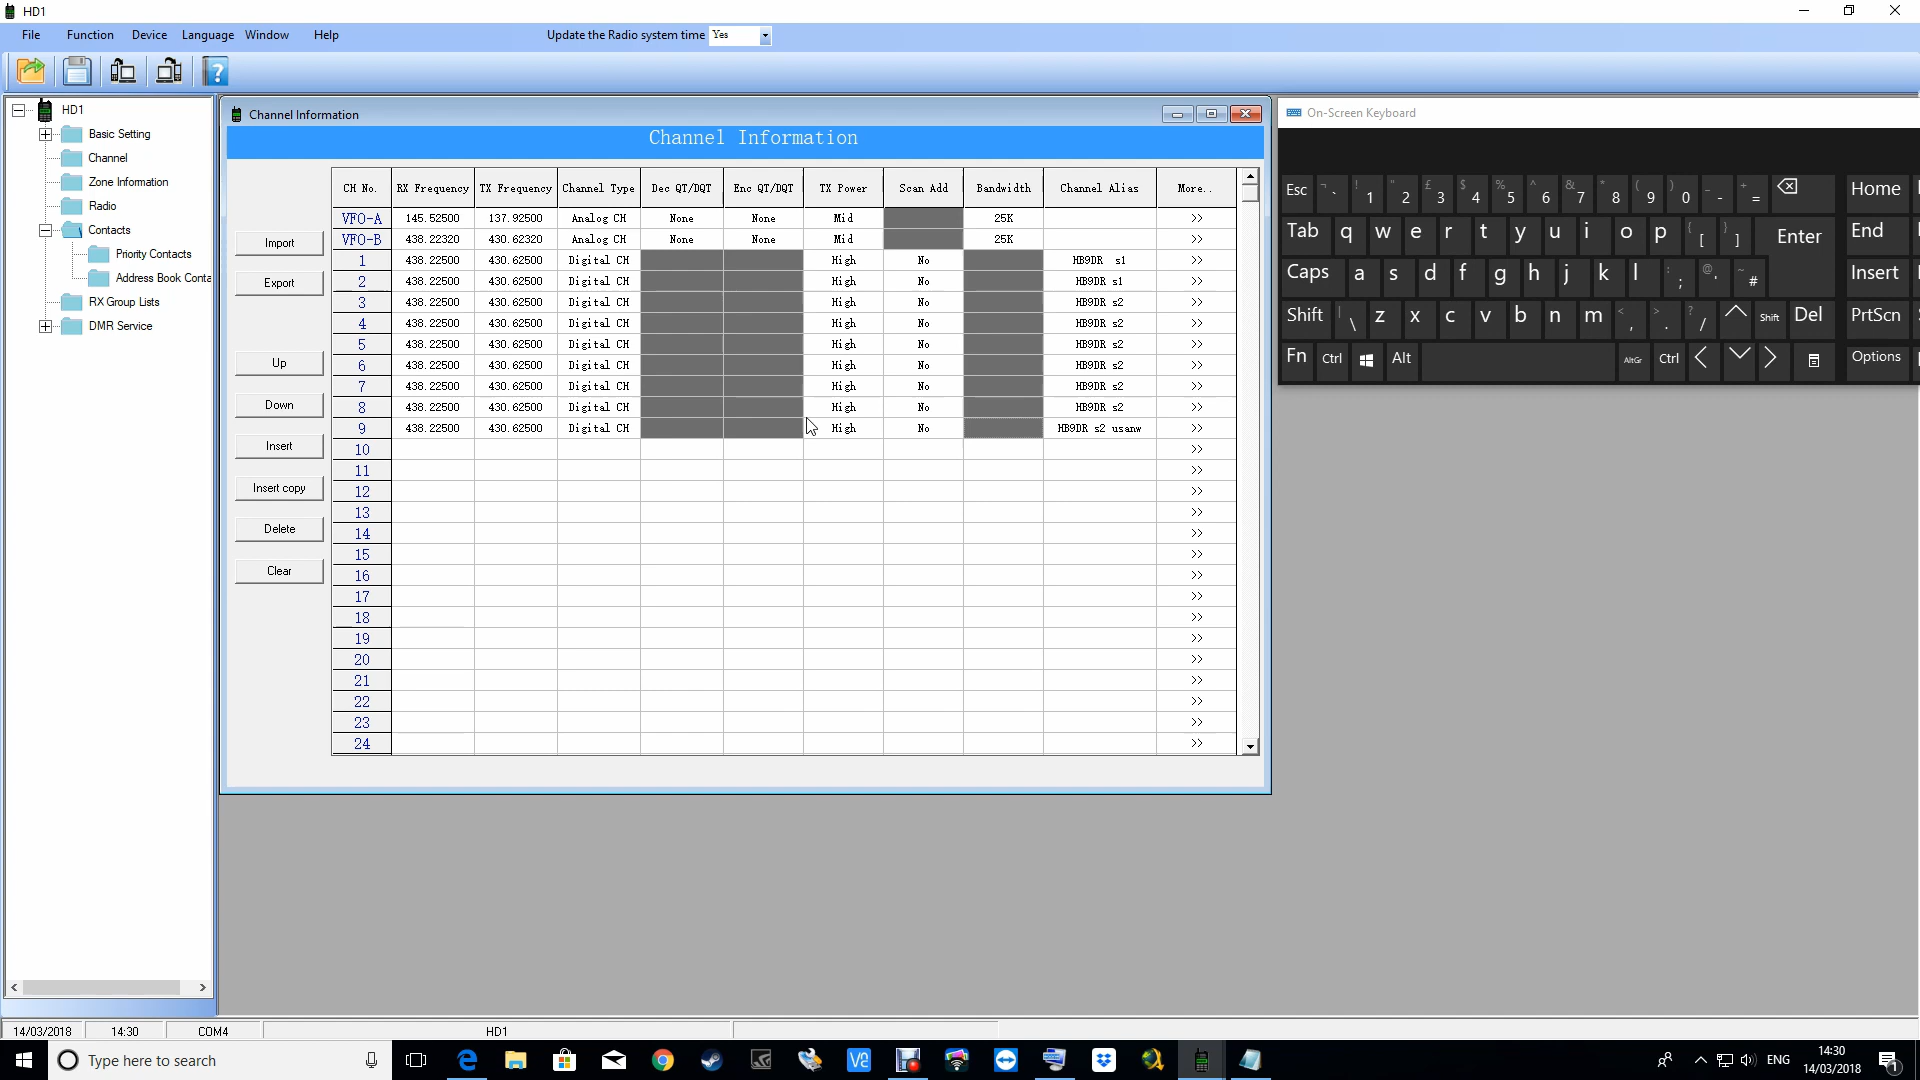 HD1
File Function Device Language Window Help Update the Radio system time Yes
HD1
Basic Setting
Channel
Zone Information
Radio
Contacts
Priority Contacts
Address Book Conta
RX Group Lists
DMR Service
Channel Information
Channel Information
Import
Export
Up
Down
Insert
Insert copy
Delete
Clear
CH No. RX Frequency TX Frequency Channel Type Dec QT/DQT Enc QT/DQT TX Power Scan Add Bandwidth Channel Alias More..
VFO-A 145.52500 137.92500 Analog CH None None Mid 25K >>
VFO-B 438.22320 430.62320 Analog CH None None Mid 25K >>
1 438.22500 430.62500 Digital CH High No HB9DR s1 >>
2 438.22500 430.62500 Digital CH High No HB9DR s1 >>
3 438.22500 430.62500 Digital CH High No HB9DR s2 >>
4 438.22500 430.62500 Digital CH High No HB9DR s2 >>
5 438.22500 430.62500 Digital CH High No HB9DR s2 >>
6 438.22500 430.62500 Digital CH High No HB9DR s2 >>
7 438.22500 430.62500 Digital CH High No HB9DR s2 >>
8 438.22500 430.62500 Digital CH High No HB9DR s2 >>
9 438.22500 430.62500 Digital CH High No HB9DR s2 usanw >>
10 >>
11 >>
12 >>
13 >>
14 >>
15 >>
16 >>
17 >>
18 >>
19 >>
20 >>
21 >>
22 >>
23 >>
24 >>
On-Screen Keyboard
Esc ¬ ` ! 1 " 2 £ 3 $ 4 % 5 ^ 6 & 7 * 8 ( 9 ) 0 _ - + = Home
Tab q w e r t y u i o p { [ } ] Enter End
Caps a s d f g h j k l : ; @ ' ~ # Insert
Shift | \ z x c v b n m < , > . ? / Shift Del PrtScn
Fn Ctrl Alt AltGr Ctrl Options
14/03/2018 14:30 COM4 HD1
Type here to search
ENG
14:30
14/03/2018
1